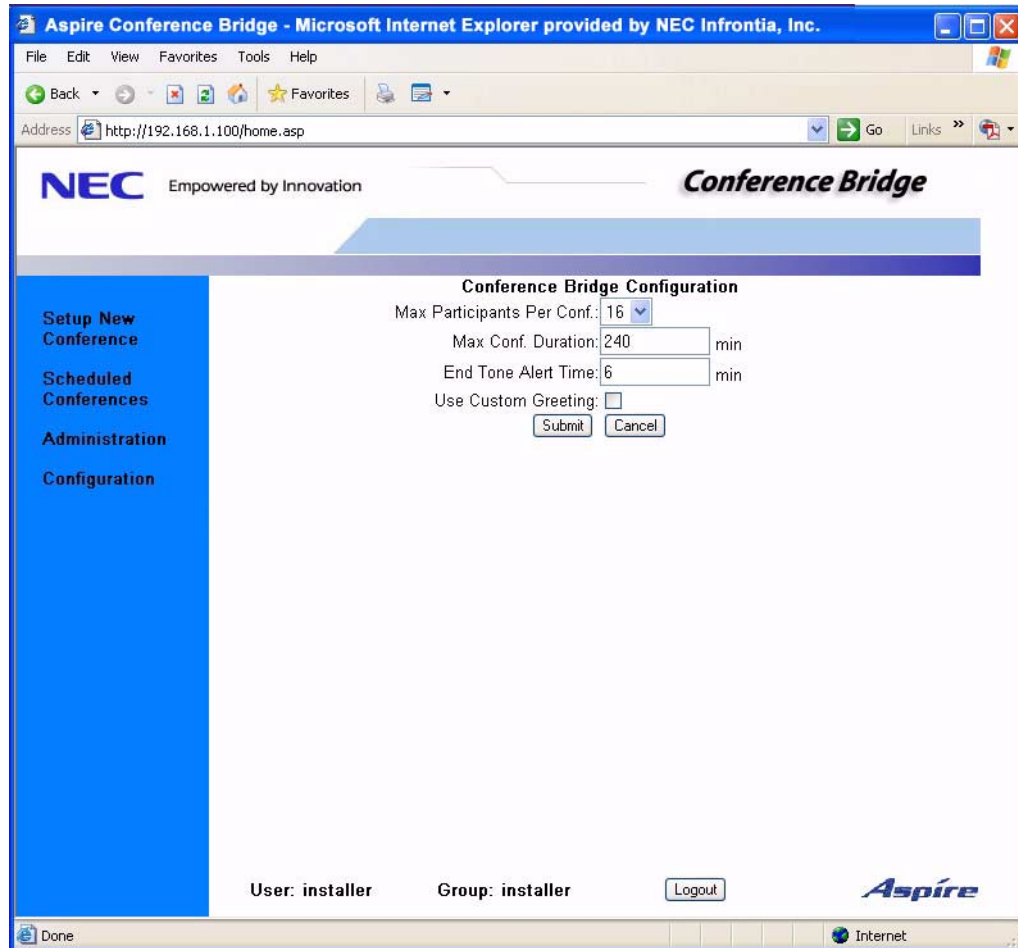 Aspire Conference Bridge - Microsoft Internet Explorer provided by NEC Infrontia, Inc.
File Edit View Favorites Tools Help
Back Favorites
Address http://192.168.1.100/home.asp Go Links »
NEC Empowered by Innovation Conference Bridge
Conference Bridge Configuration
Max Participants Per Conf.: 16
Max Conf. Duration: 240 min
End Tone Alert Time: 6 min
Use Custom Greeting:
Submit Cancel
Setup New
Conference
Scheduled
Conferences
Administration
Configuration
User: installer Group: installer Logout Aspire
Done Internet